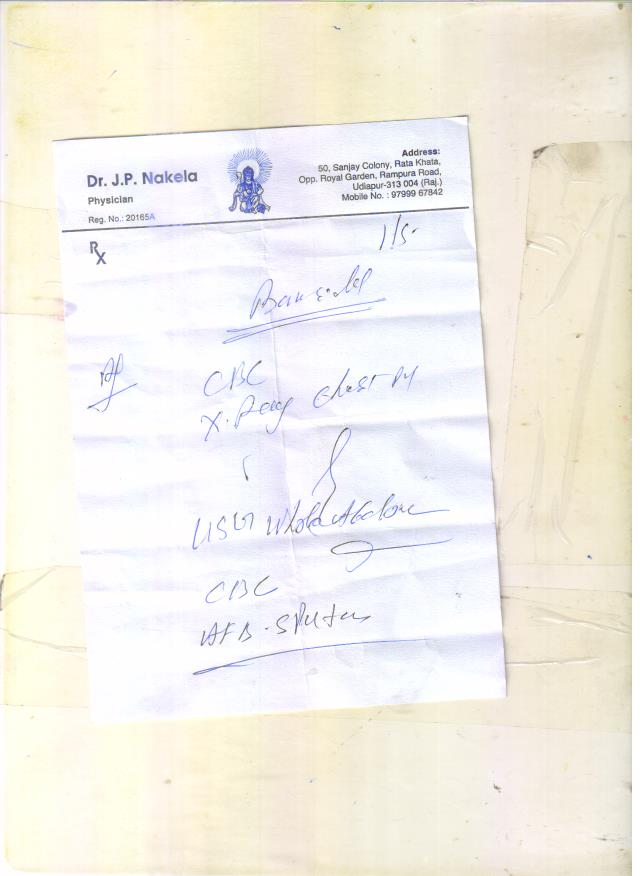 Dr. J.P. Nakela
Physician
Reg. No.: 20165A
Address:
50, Sanjay Colony, Rata Khata,
Opp. Royal Garden, Rampura Road,
Udiapur-313 004 (Raj.)
Mobile No. : 97999 67842
Rx
1/5
CBC
X. Ray Chest PA
USG Whole Abdomen
CBC
AFB - Sputum